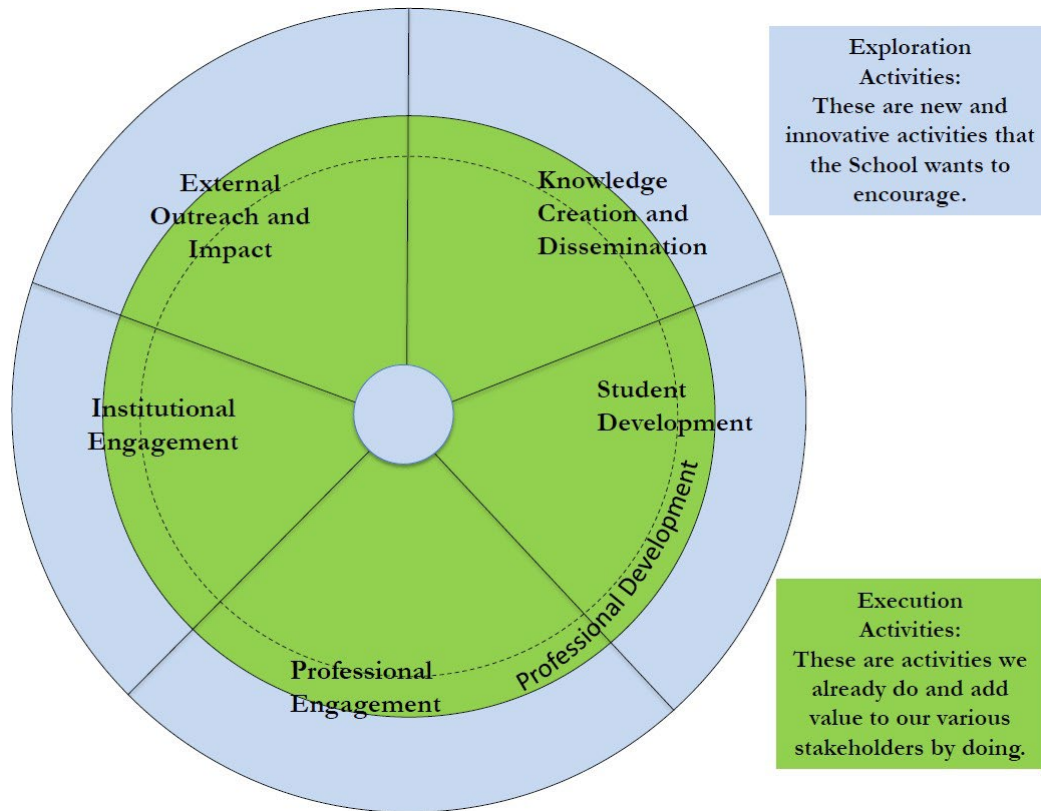 Exploration
Activities:
These are new and
innovative activities that
the School wants to
encourage.
External
Outreach and
Impact
Knowledge
Creation and
Dissemination
Institutional
Engagement
Student
Development
Professional Development
Professional
Engagement
Execution
Activities:
These are activities we
already do and add
value to our various
stakeholders by doing.